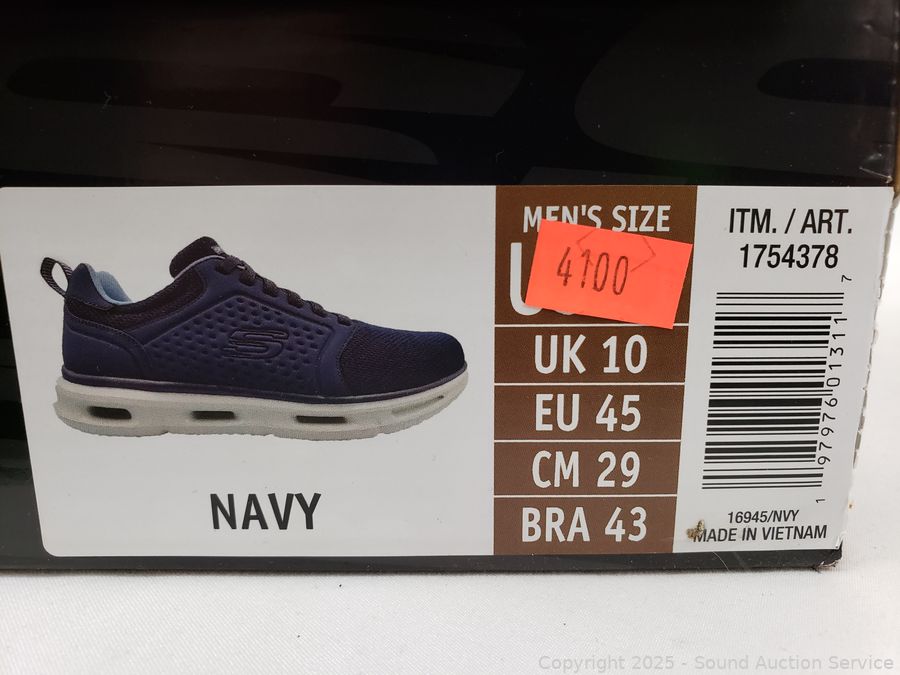 MEN'S SIZE
4100
UK 10
EU 45
CM 29
BRA 43
NAVY
ITM. / ART.
1754378
1 97976 01311 7
16945/NVY
MADE IN VIETNAM
Copyright 2025 - Sound Auction Service